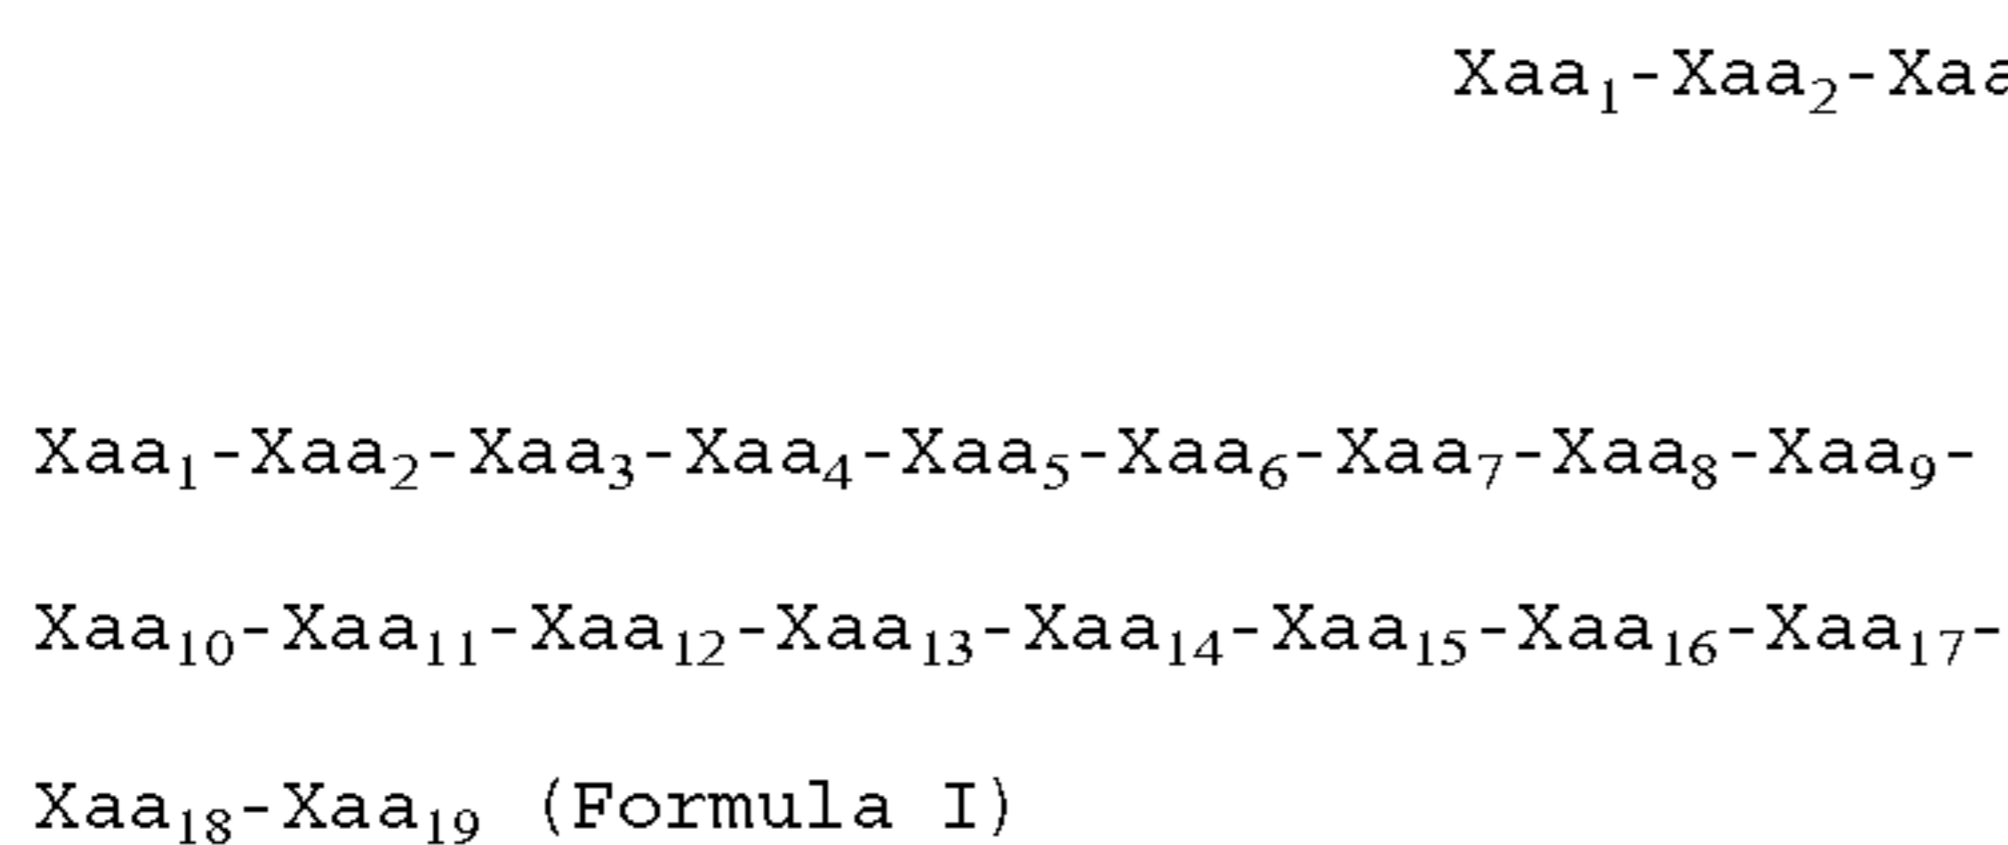 Xaa₁-Xaa₂-Xaa
Xaa₁-Xaa₂-Xaa₃-Xaa₄-Xaa₅-Xaa₆-Xaa₇-Xaa₈-Xaa₉-
Xaa₁₀-Xaa₁₁-Xaa₁₂-Xaa₁₃-Xaa₁₄-Xaa₁₅-Xaa₁₆-Xaa₁₇-
Xaa₁₈-Xaa₁₉ (Formula I)